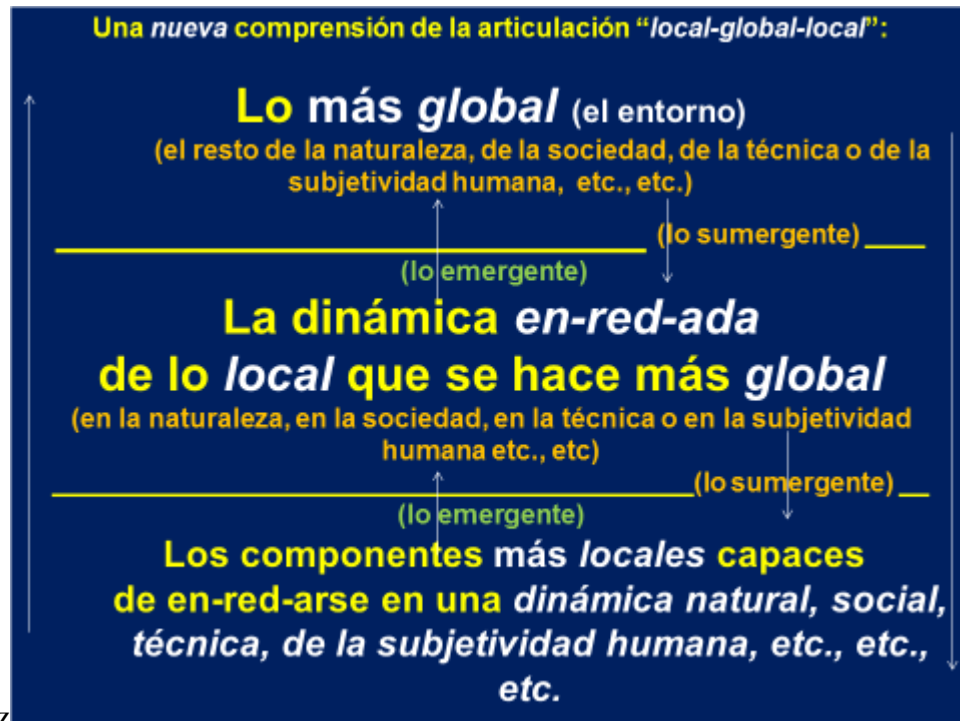 Una nueva comprensión de la articulación “local-global-local”:
Lo más global (el entorno)
(el resto de la naturaleza, de la sociedad, de la técnica o de la
subjetividad humana, etc., etc.)
(lo sumergente)
(lo emergente)
La dinámica en-red-ada
de lo local que se hace más global
(en la naturaleza, en la sociedad, en la técnica o en la subjetividad
humana etc., etc)
(lo sumergente)
(lo emergente)
Los componentes más locales capaces
de en-red-arse en una dinámica natural, social,
técnica, de la subjetividad humana, etc., etc.,
etc.
z